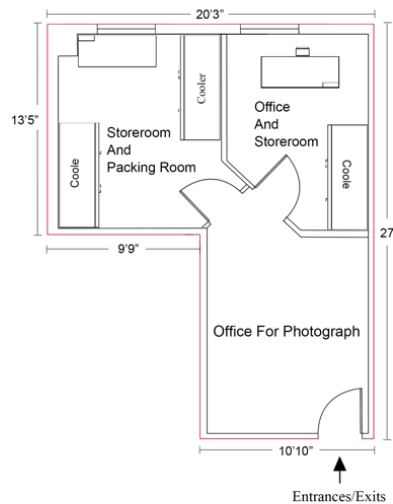 20'3"
13'5"
Cooler
Office
And
Storeroom
Storeroom
And
Packing Room
Coole
Coole
27
9'9"
Office For Photograph
10'10"
Entrances/Exits